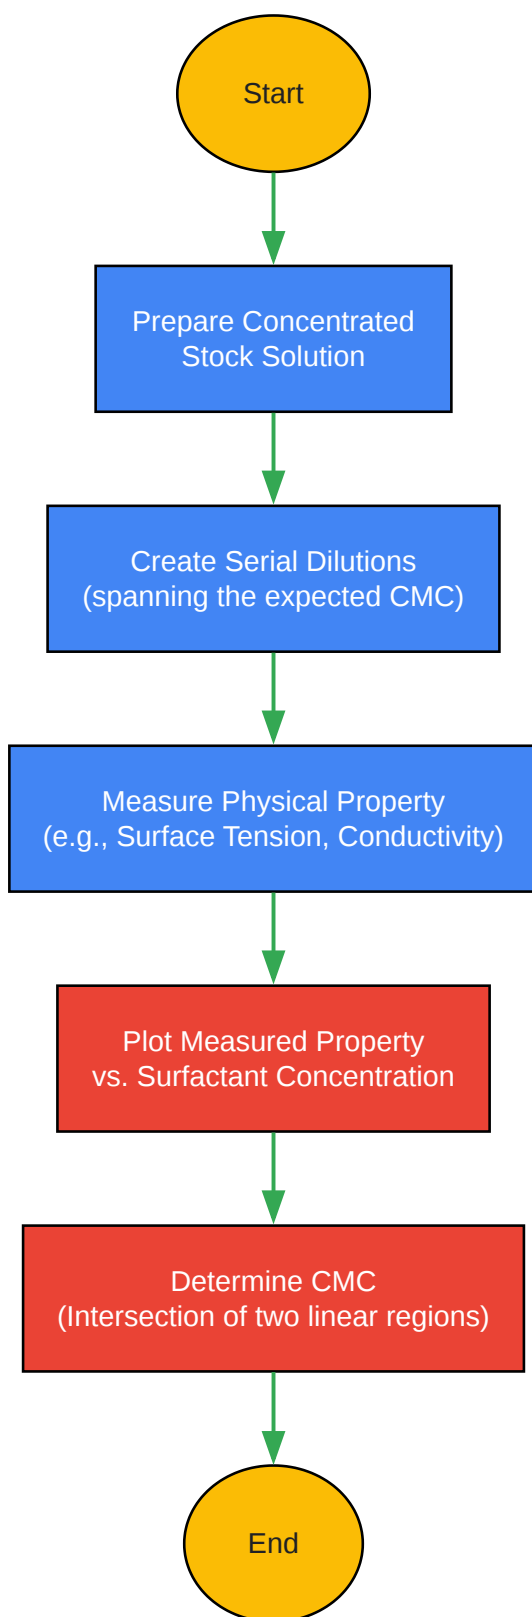 Start
Prepare Concentrated
Stock Solution
Create Serial Dilutions
(spanning the expected CMC)
Measure Physical Property
(e.g., Surface Tension, Conductivity)
Plot Measured Property
vs. Surfactant Concentration
Determine CMC
(Intersection of two linear regions)
End